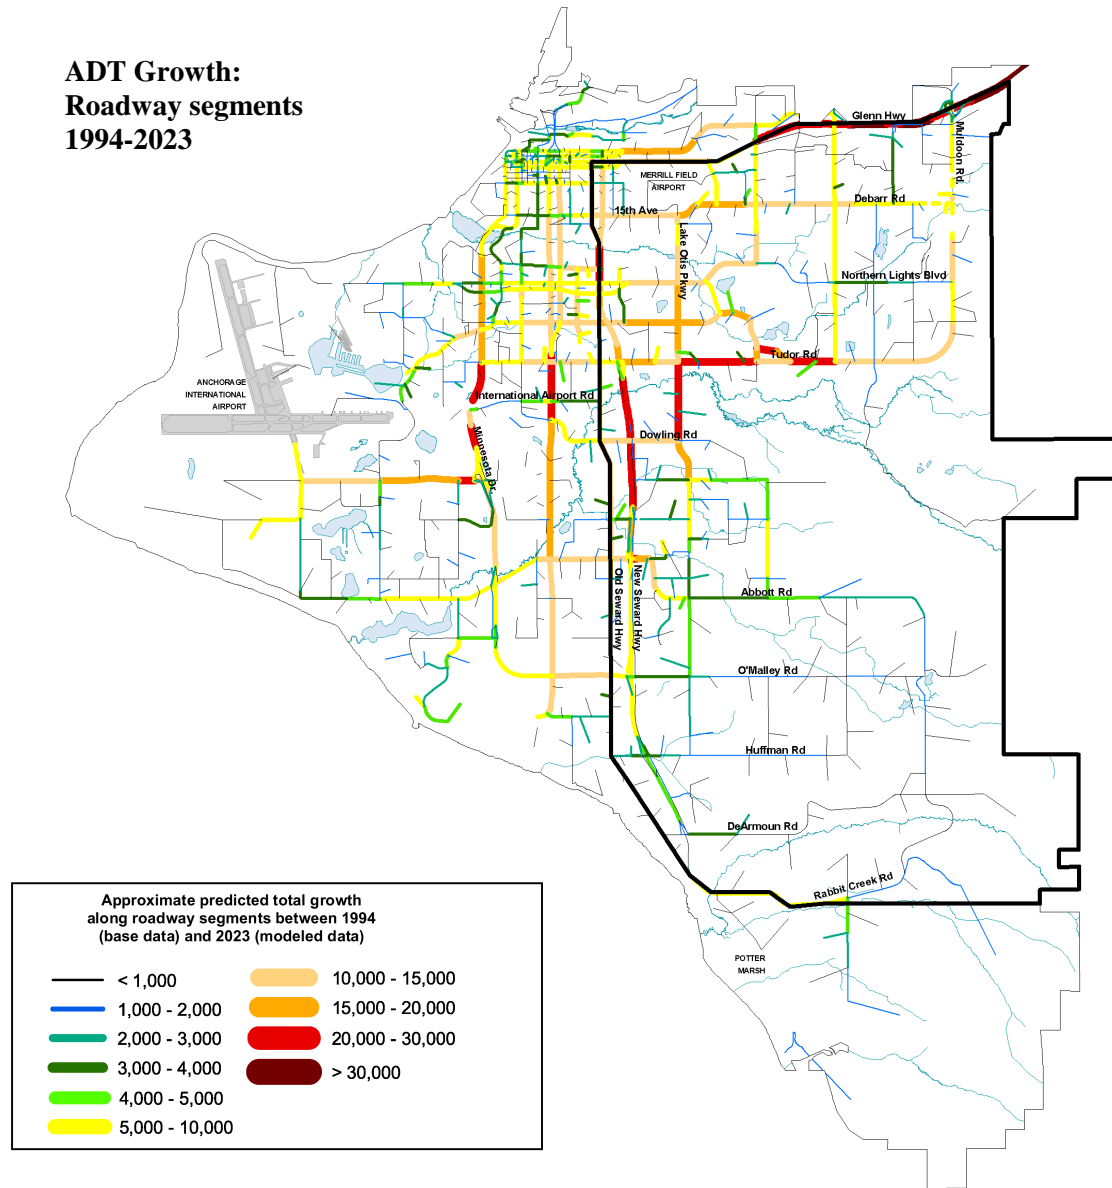 ADT Growth:
Roadway segments
1994-2023
Glenn Hwy
Muldoon Rd.
MERRILL FIELD
AIRPORT
Debarr Rd
15th Ave
Lake Otis Pkwy
Northern Lights Blvd
Tudor Rd
ANCHORAGE
INTERNATIONAL
AIRPORT
International Airport Rd
Minnesota Dr.
Dowling Rd
Old Seward Hwy
New Seward Hwy
Abbott Rd
O'Malley Rd
Huffman Rd
DeArmoun Rd
Rabbit Creek Rd
POTTER
MARSH
Approximate predicted total growth
along roadway segments between 1994
(base data) and 2023 (modeled data)
< 1,000
1,000 - 2,000
2,000 - 3,000
3,000 - 4,000
4,000 - 5,000
5,000 - 10,000
10,000 - 15,000
15,000 - 20,000
20,000 - 30,000
> 30,000